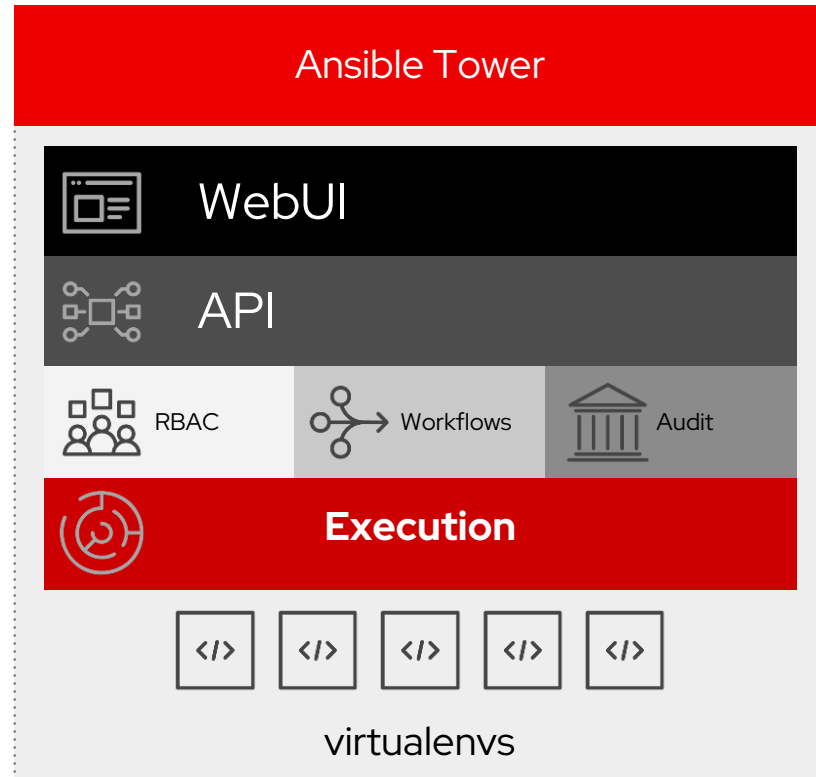 Ansible Tower
WebUI
API
RBAC
Workflows
Audit
Execution
</> </> </> </> </>
virtualenvs